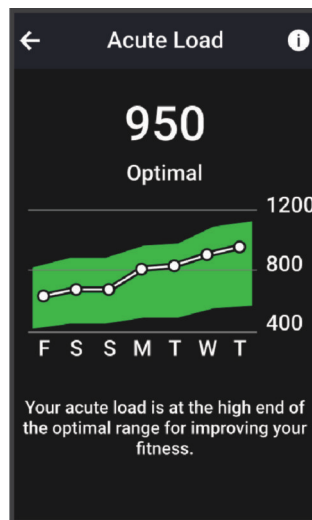 Acute Load
950
Optimal
1200
800
400
F S S M T W T
Your acute load is at the high end of
the optimal range for improving your
fitness.